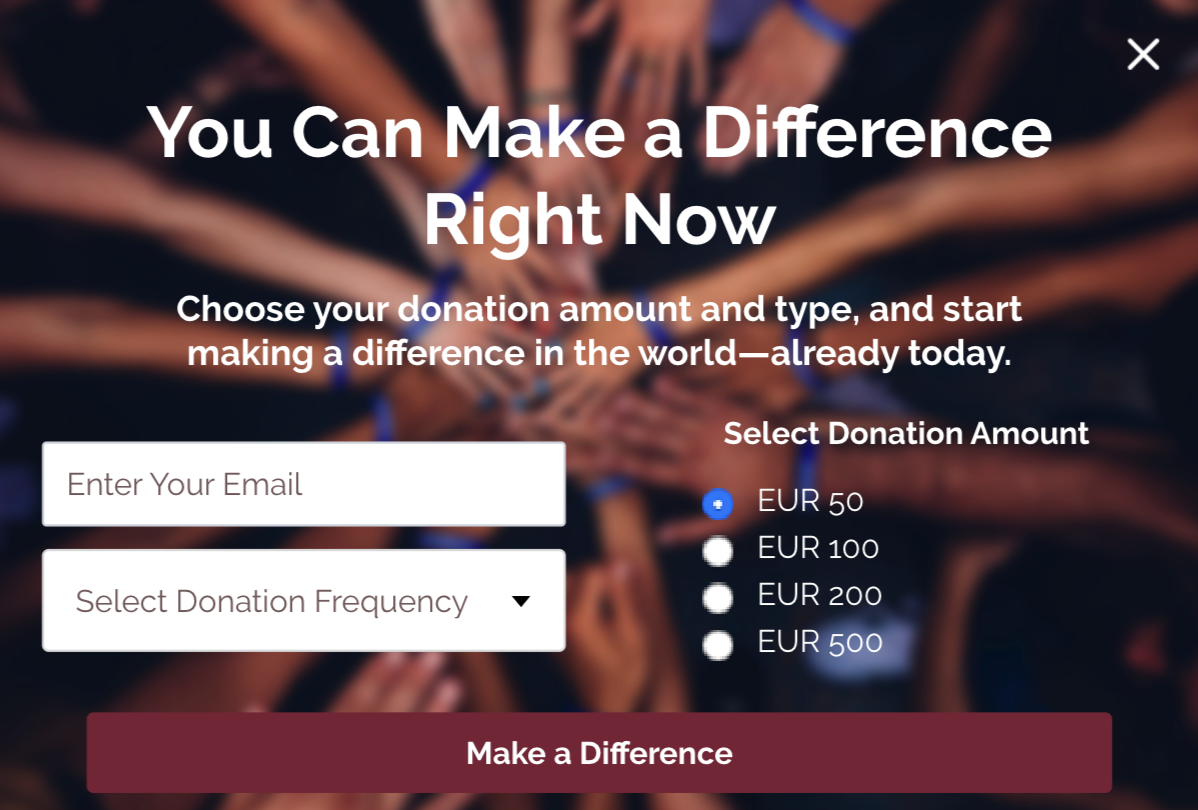 You Can Make a Difference
Right Now
Choose your donation amount and type, and start
making a difference in the world—already today.
Enter Your Email
Select Donation Frequency
Select Donation Amount
EUR 50
EUR 100
EUR 200
EUR 500
Make a Difference